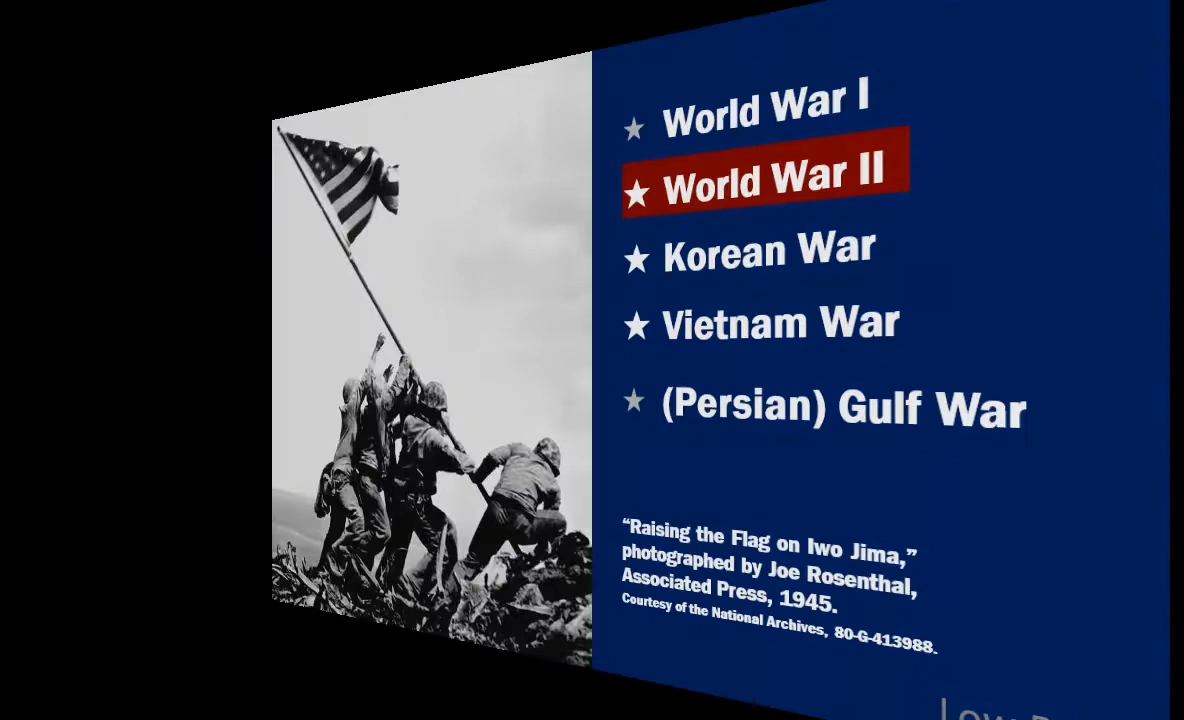 World War I
World War II
Korean War
Vietnam War
(Persian) Gulf War
“Raising the Flag on Iwo Jima,”
photographed by Joe Rosenthal,
Associated Press, 1945.
Courtesy of the National Archives, 80-G-413988.